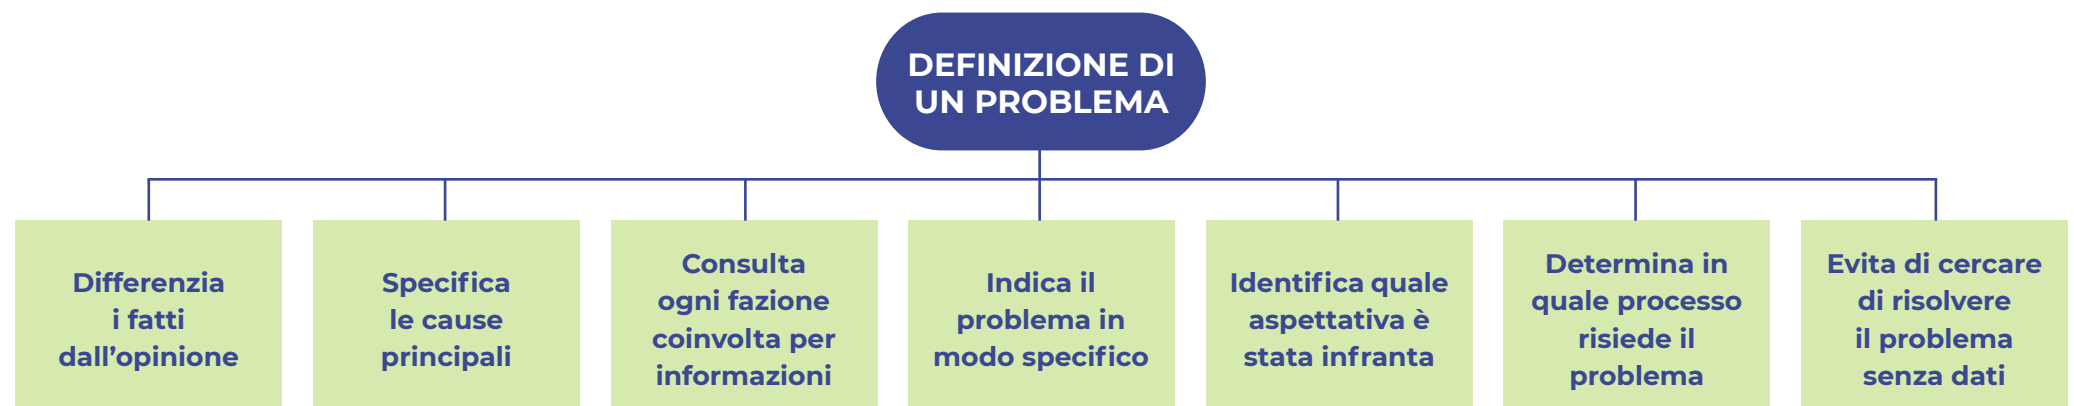 DEFINIZIONE DI
UN PROBLEMA
Differenzia
i fatti
dall’opinione
Specifica
le cause
principali
Consulta
ogni fazione
coinvolta per
informazioni
Indica il
problema in
modo specifico
Identifica quale
aspettativa è
stata infranta
Determina in
quale processo
risiede il
problema
Evita di cercare
di risolvere
il problema
senza dati